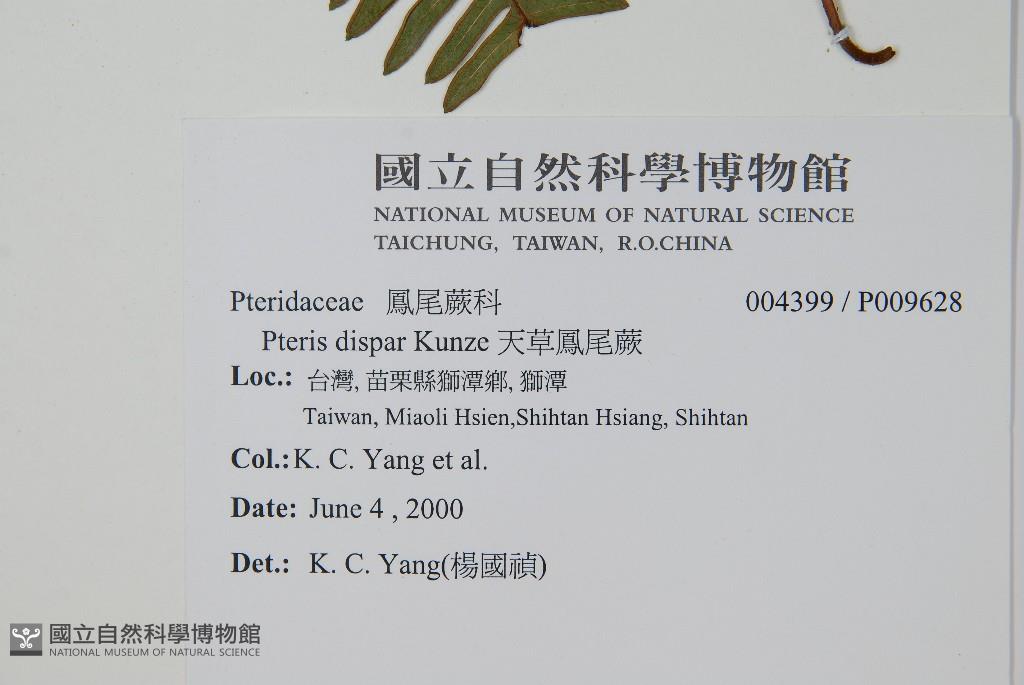 國立自然科學博物館
NATIONAL MUSEUM OF NATURAL SCIENCE
TAICHUNG, TAIWAN, R.O.CHINA
Pteridaceae 鳳尾蕨科 004399 / P009628
Pteris dispar Kunze 天草鳳尾蕨
Loc.: 台灣, 苗栗縣獅潭鄉, 獅潭
Taiwan, Miaoli Hsien,Shihtan Hsiang, Shihtan
Col.:K. C. Yang et al.
Date: June 4 , 2000
Det.: K. C. Yang(楊國禎)
國立自然科學博物館
NATIONAL MUSEUM OF NATURAL SCIENCE